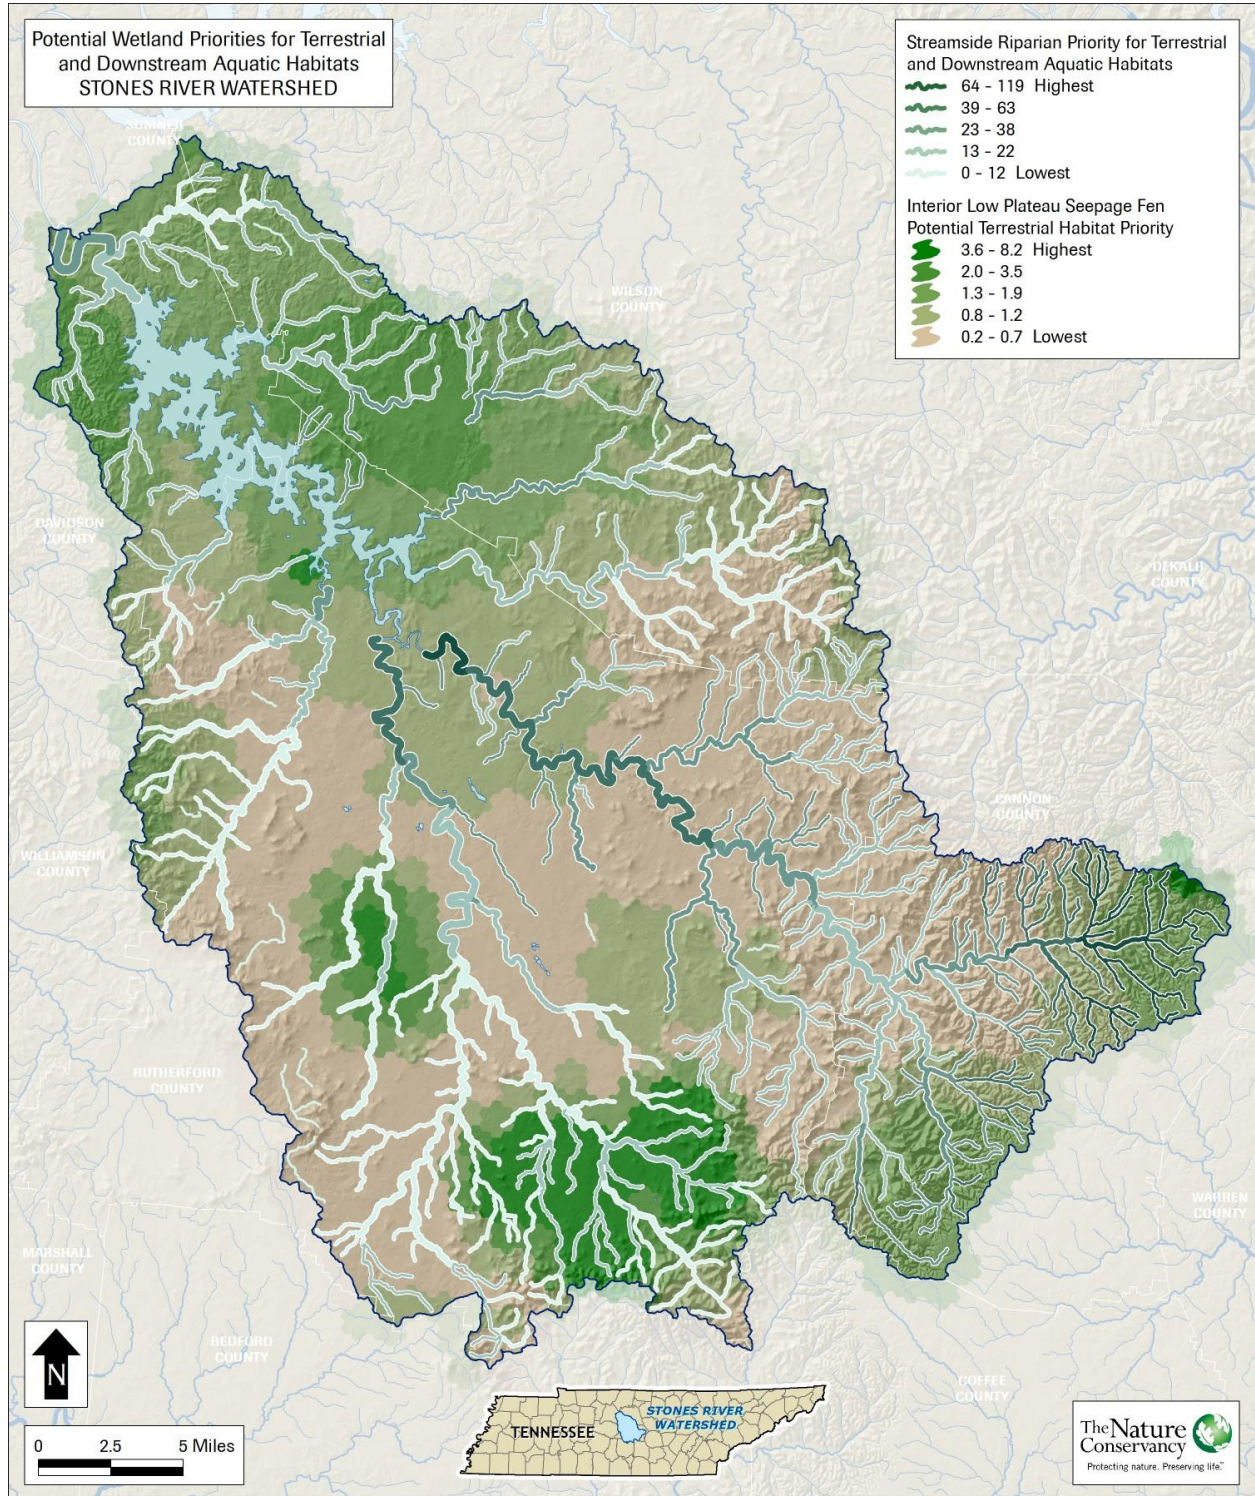 Potential Wetland Priorities for Terrestrial
and Downstream Aquatic Habitats
STONES RIVER WATERSHED
Streamside Riparian Priority for Terrestrial
and Downstream Aquatic Habitats
64 - 119 Highest
39 - 63
23 - 38
13 - 22
0 - 12 Lowest
Interior Low Plateau Seepage Fen
Potential Terrestrial Habitat Priority
3.6 - 8.2 Highest
2.0 - 3.5
1.3 - 1.9
0.8 - 1.2
0.2 - 0.7 Lowest
SUMNER
COUNTY
WILSON
COUNTY
DAVIDSON
COUNTY
DEKALB
COUNTY
CANNON
COUNTY
WILLIAMSON
COUNTY
RUTHERFORD
COUNTY
WARREN
COUNTY
MARSHALL
COUNTY
BEDFORD
COUNTY
COFFEE
COUNTY
N
0 2.5 5 Miles
TENNESSEE
STONES RIVER
WATERSHED
The Nature
Conservancy
Protecting nature. Preserving life.™